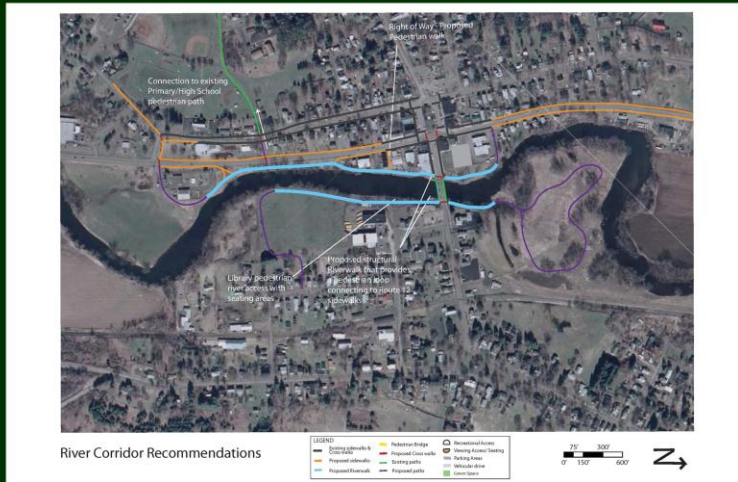 Right of Way - Proposed
Pedestrian walk
Connection to existing
Primary/High School
pedestrian path
Library pedestrian
river access with
seating areas
Proposed structural
Riverwalk that provides
a pedestrian loop
connecting to Route 12
sidewalks
River Corridor Recommendations
LEGEND
Existing sidewalks &
Cross walks
Proposed sidewalks
Proposed Riverwalk
Pedestrian Bridge
Proposed Cross walks
Existing paths
Proposed paths
Recreational Access
Viewing Access/ Seating
Parking Areas
Vehicular drive
Green Space
75' 300'
0' 150' 600'
N